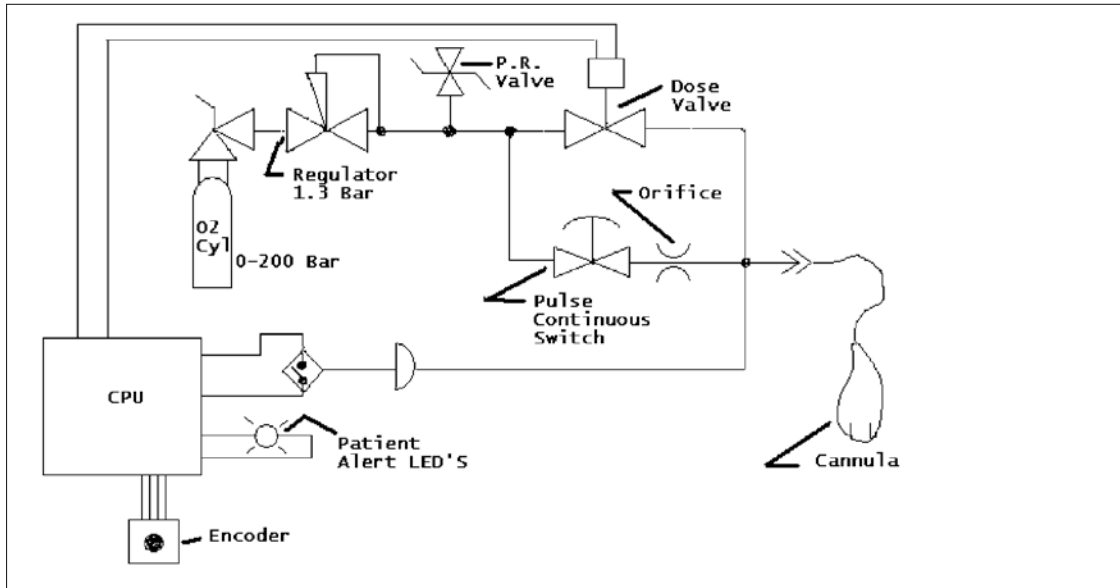 P.R.
Valve
Dose
Valve
Regulator
1.3 Bar
Orifice
O2
Cyl
0-200 Bar
Pulse
Continuous
Switch
CPU
Patient
Alert LED'S
Cannula
Encoder